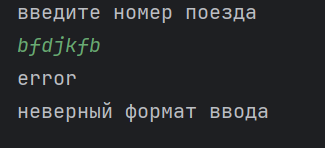 введите номер поезда
bfdjkfb
error
неверный формат ввода